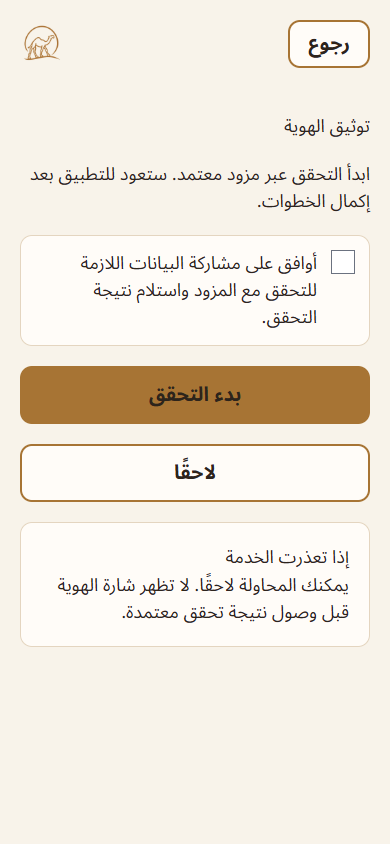 رجوع
توثيق الهوية
ابدأ التحقق عبر مزود معتمد. ستعود للتطبيق بعد
إكمال الخطوات.
أوافق على مشاركة البيانات اللازمة
للتحقق مع المزود واستلام نتيجة
التحقق.
بدء التحقق
لاحقًا
إذا تعذرت الخدمة
يمكنك المحاولة لاحقًا. لا تظهر شارة الهوية
قبل وصول نتيجة تحقق معتمدة.